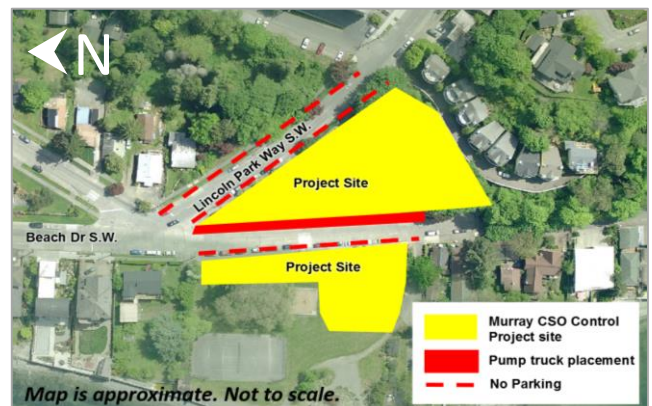 N
Lincoln Park Way S.W.
Project Site
Beach Dr S.W.
Project Site
Murray CSO Control
Project site
Pump truck placement
No Parking
Map is approximate. Not to scale.